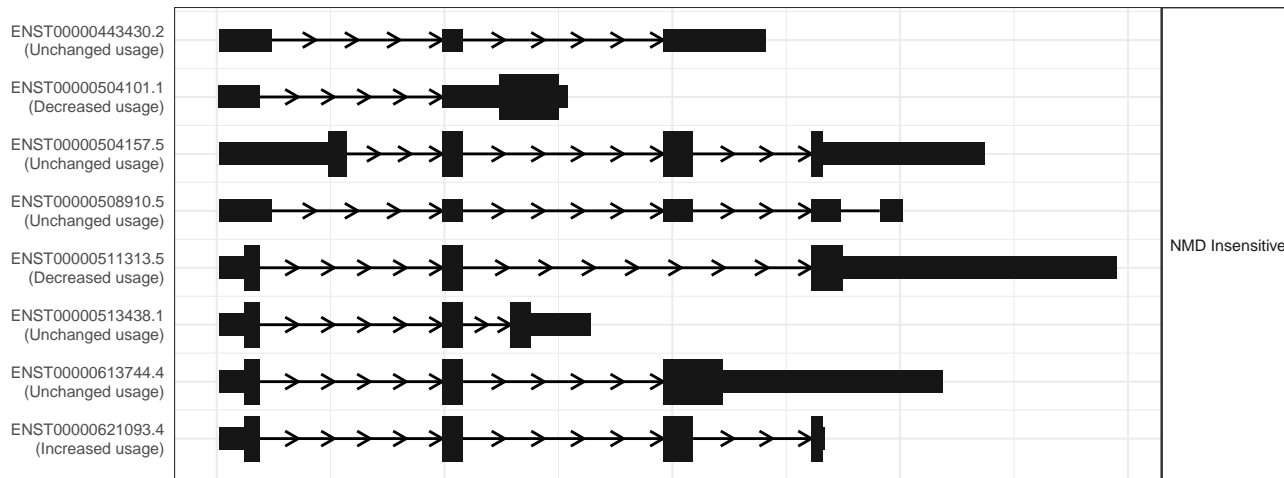 ENST00000443430.2
(Unchanged usage)
ENST00000504101.1
(Decreased usage)
ENST00000504157.5
(Unchanged usage)
ENST00000508910.5
(Unchanged usage)
ENST00000511313.5
(Decreased usage)
ENST00000513438.1
(Unchanged usage)
ENST00000613744.4
(Unchanged usage)
ENST00000621093.4
(Increased usage)
NMD Insensitive